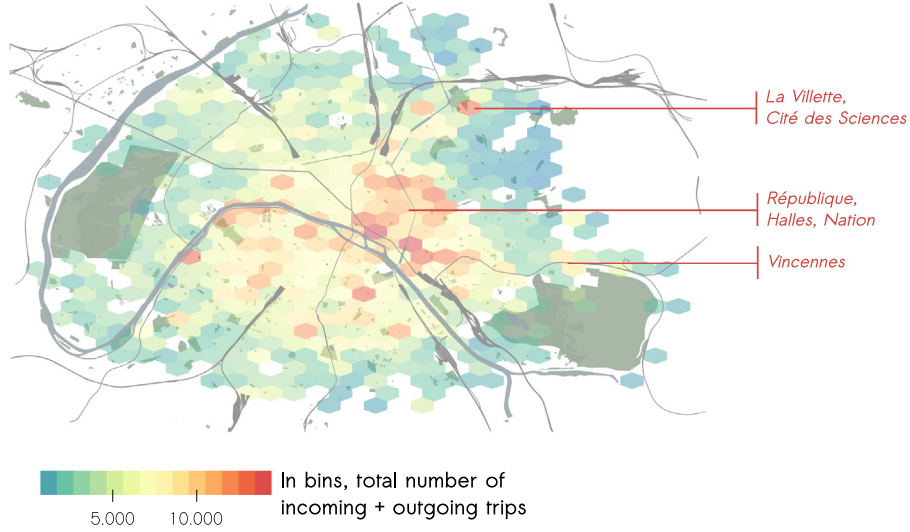 La Villette,
Cité des Sciences
République,
Halles, Nation
Vincennes
In bins, total number of
incoming + outgoing trips
5.000 10.000